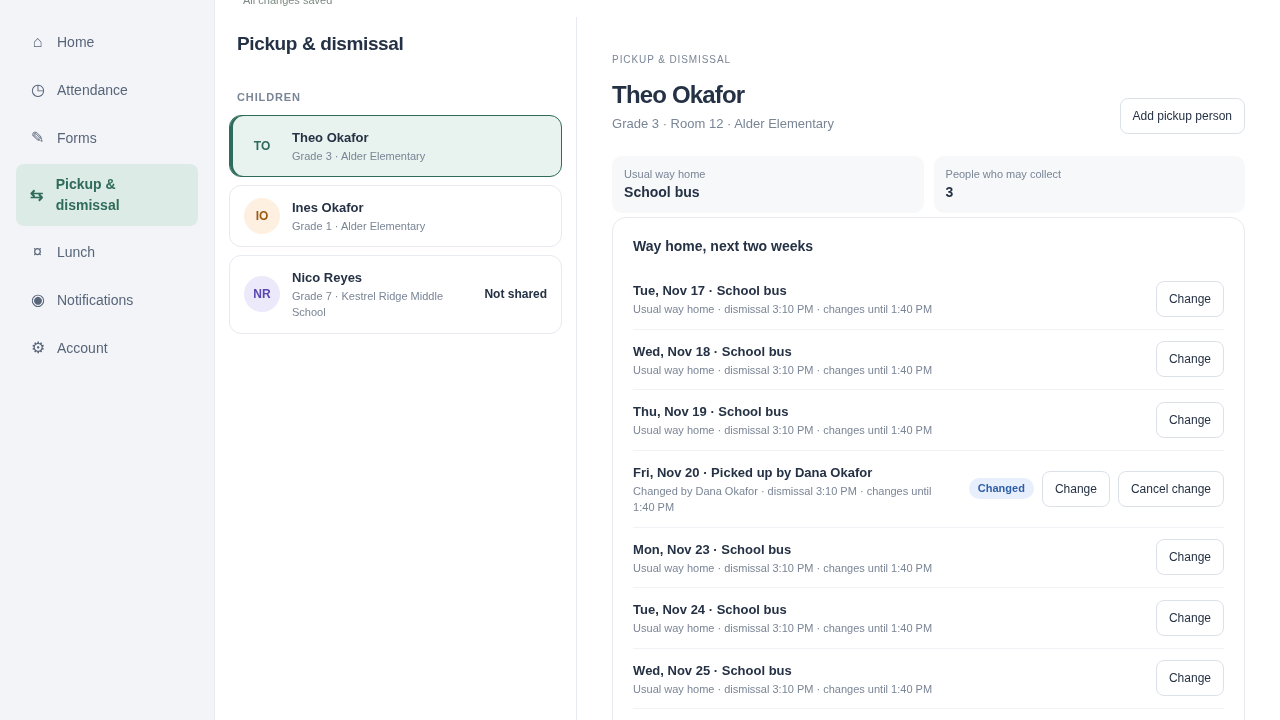 All changes saved
Home
Attendance
Forms
Pickup &
dismissal
Lunch
Notifications
Account
Pickup & dismissal
CHILDREN
TO
Theo Okafor
Grade 3 · Alder Elementary
IO
Ines Okafor
Grade 1 · Alder Elementary
NR
Nico Reyes
Grade 7 · Kestrel Ridge Middle
School
Not shared
PICKUP & DISMISSAL
Theo Okafor
Grade 3 · Room 12 · Alder Elementary
Add pickup person
Usual way home
School bus
People who may collect
3
Way home, next two weeks
Tue, Nov 17 · School bus
Usual way home · dismissal 3:10 PM · changes until 1:40 PM
Change
Wed, Nov 18 · School bus
Usual way home · dismissal 3:10 PM · changes until 1:40 PM
Change
Thu, Nov 19 · School bus
Usual way home · dismissal 3:10 PM · changes until 1:40 PM
Change
Fri, Nov 20 · Picked up by Dana Okafor
Changed by Dana Okafor · dismissal 3:10 PM · changes until
1:40 PM
Changed
Change
Cancel change
Mon, Nov 23 · School bus
Usual way home · dismissal 3:10 PM · changes until 1:40 PM
Change
Tue, Nov 24 · School bus
Usual way home · dismissal 3:10 PM · changes until 1:40 PM
Change
Wed, Nov 25 · School bus
Usual way home · dismissal 3:10 PM · changes until 1:40 PM
Change